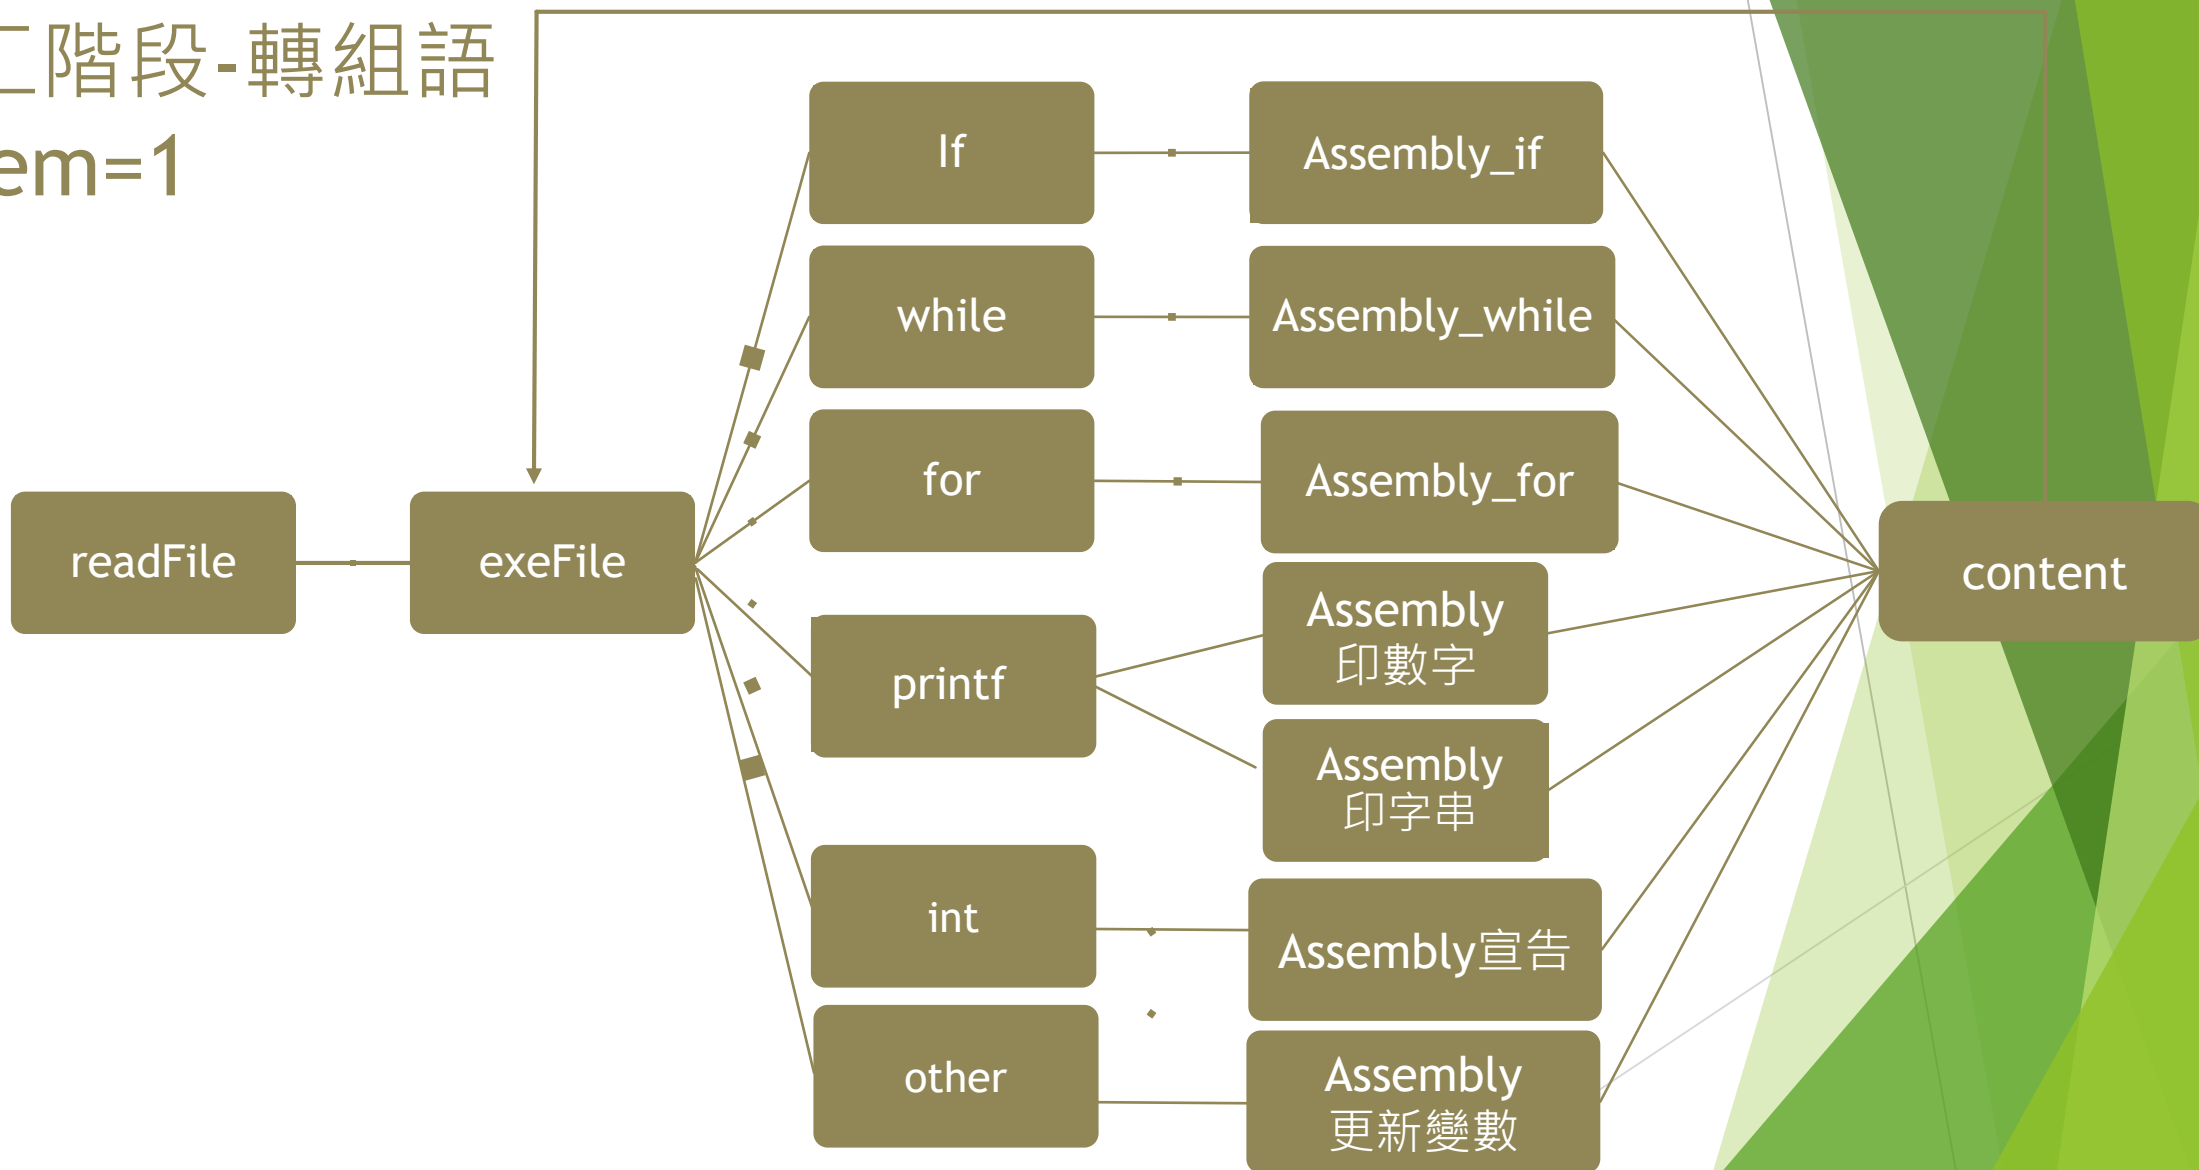 二階段-轉組語
em=1
If
Assembly_if
while
Assembly_while
for
Assembly_for
readFile
exeFile
content
printf
Assembly
印數字
Assembly
印字串
int
Assembly宣告
other
Assembly
更新變數